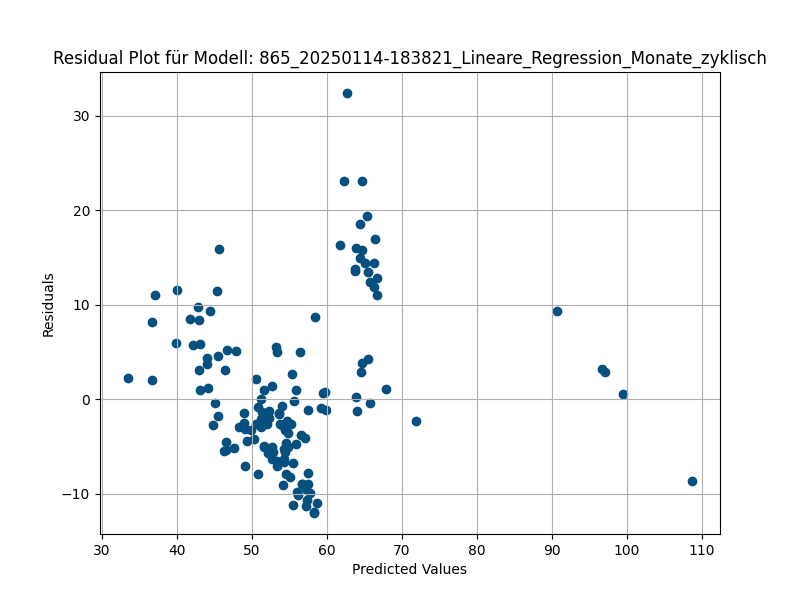 Residual Plot für Modell: 865_20250114-183821_Lineare_Regression_Monate_zyklisch
Residuals
30
20
10
0
−10
30 40 50 60 70 80 90 100 110
Predicted Values